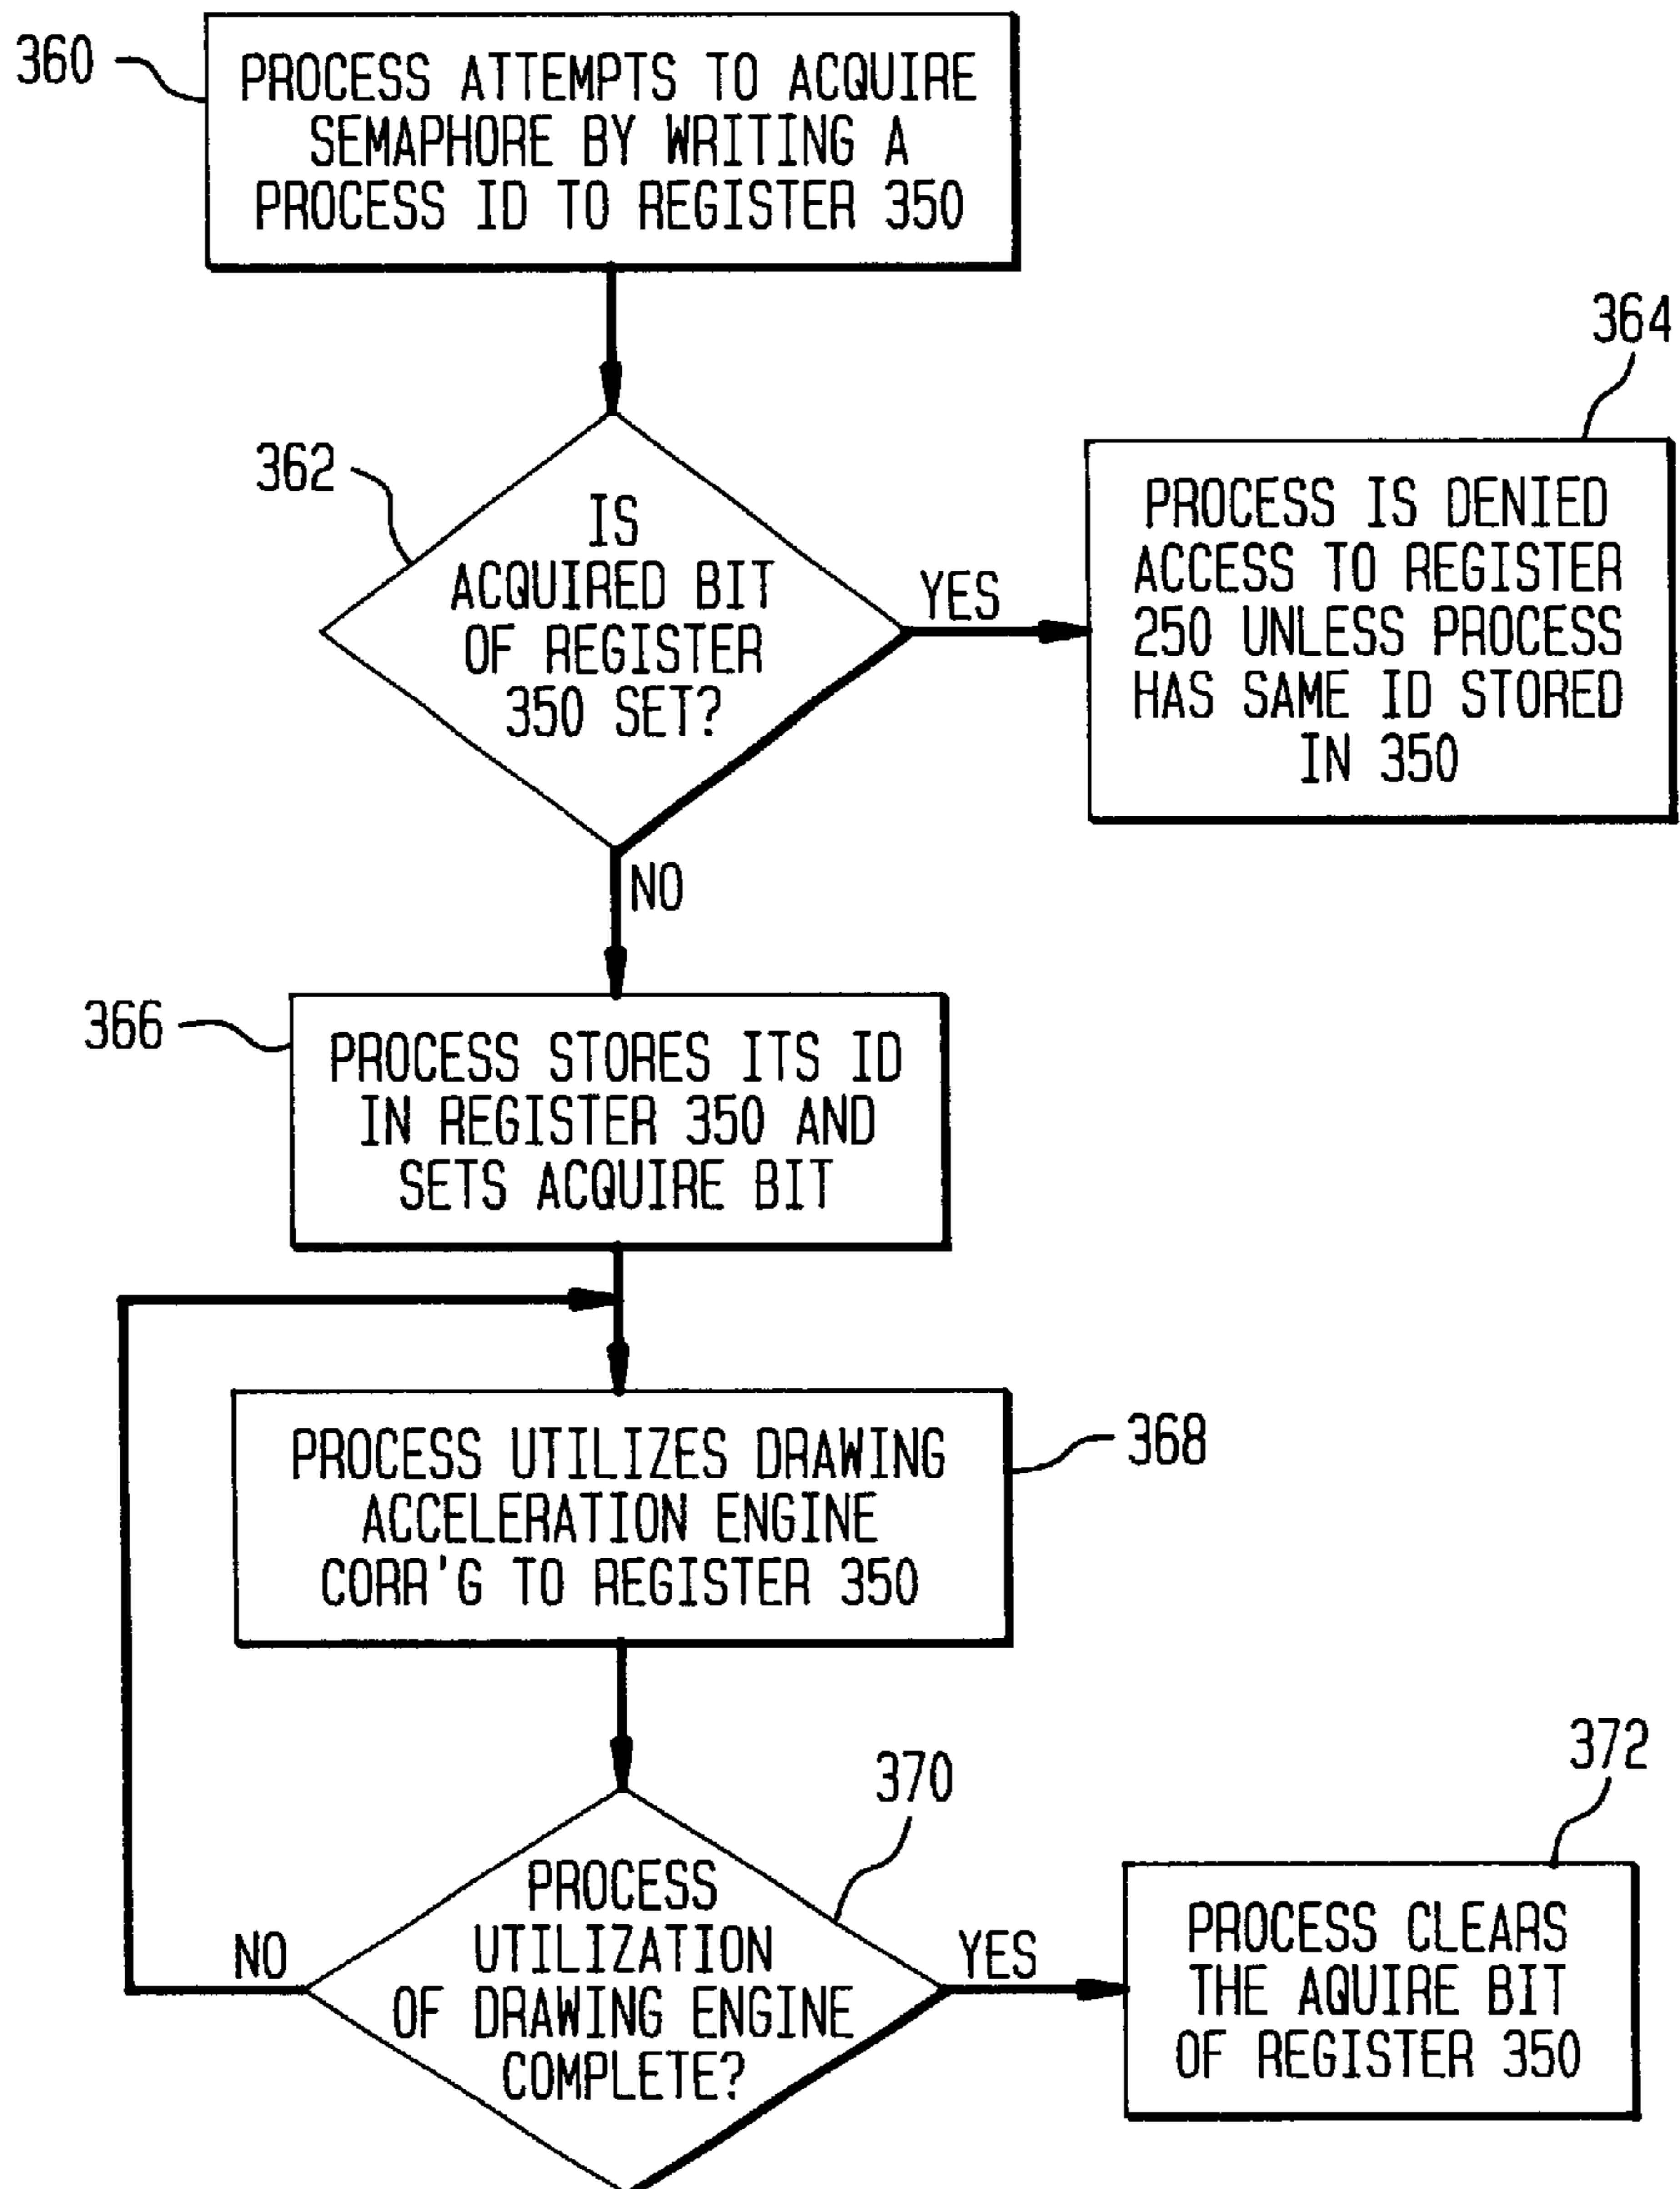 360
PROCESS ATTEMPTS TO ACQUIRE
SEMAPHORE BY WRITING A
PROCESS ID TO REGISTER 350
362
IS
ACQUIRED BIT
OF REGISTER
350 SET?
YES
364
PROCESS IS DENIED
ACCESS TO REGISTER
250 UNLESS PROCESS
HAS SAME ID STORED
IN 350
NO
366
PROCESS STORES ITS ID
IN REGISTER 350 AND
SETS ACQUIRE BIT
368
PROCESS UTILIZES DRAWING
ACCELERATION ENGINE
CORR'G TO REGISTER 350
370
PROCESS
UTILIZATION
OF DRAWING ENGINE
COMPLETE?
NO
YES
372
PROCESS CLEARS
THE AQUIRE BIT
OF REGISTER 350